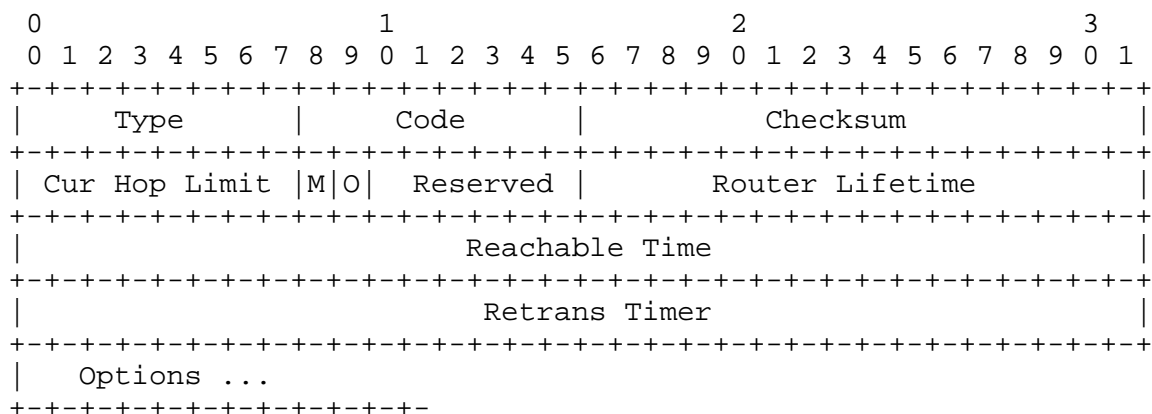 0                   1                   2                   3
 0 1 2 3 4 5 6 7 8 9 0 1 2 3 4 5 6 7 8 9 0 1 2 3 4 5 6 7 8 9 0 1
+-+-+-+-+-+-+-+-+-+-+-+-+-+-+-+-+-+-+-+-+-+-+-+-+-+-+-+-+-+-+-+-+
|     Type      |     Code      |          Checksum             |
+-+-+-+-+-+-+-+-+-+-+-+-+-+-+-+-+-+-+-+-+-+-+-+-+-+-+-+-+-+-+-+-+
| Cur Hop Limit |M|O|  Reserved |       Router Lifetime         |
+-+-+-+-+-+-+-+-+-+-+-+-+-+-+-+-+-+-+-+-+-+-+-+-+-+-+-+-+-+-+-+-+
|                         Reachable Time                        |
+-+-+-+-+-+-+-+-+-+-+-+-+-+-+-+-+-+-+-+-+-+-+-+-+-+-+-+-+-+-+-+-+
|                          Retrans Timer                        |
+-+-+-+-+-+-+-+-+-+-+-+-+-+-+-+-+-+-+-+-+-+-+-+-+-+-+-+-+-+-+-+-+
|   Options ...
+-+-+-+-+-+-+-+-+-+-+-+-